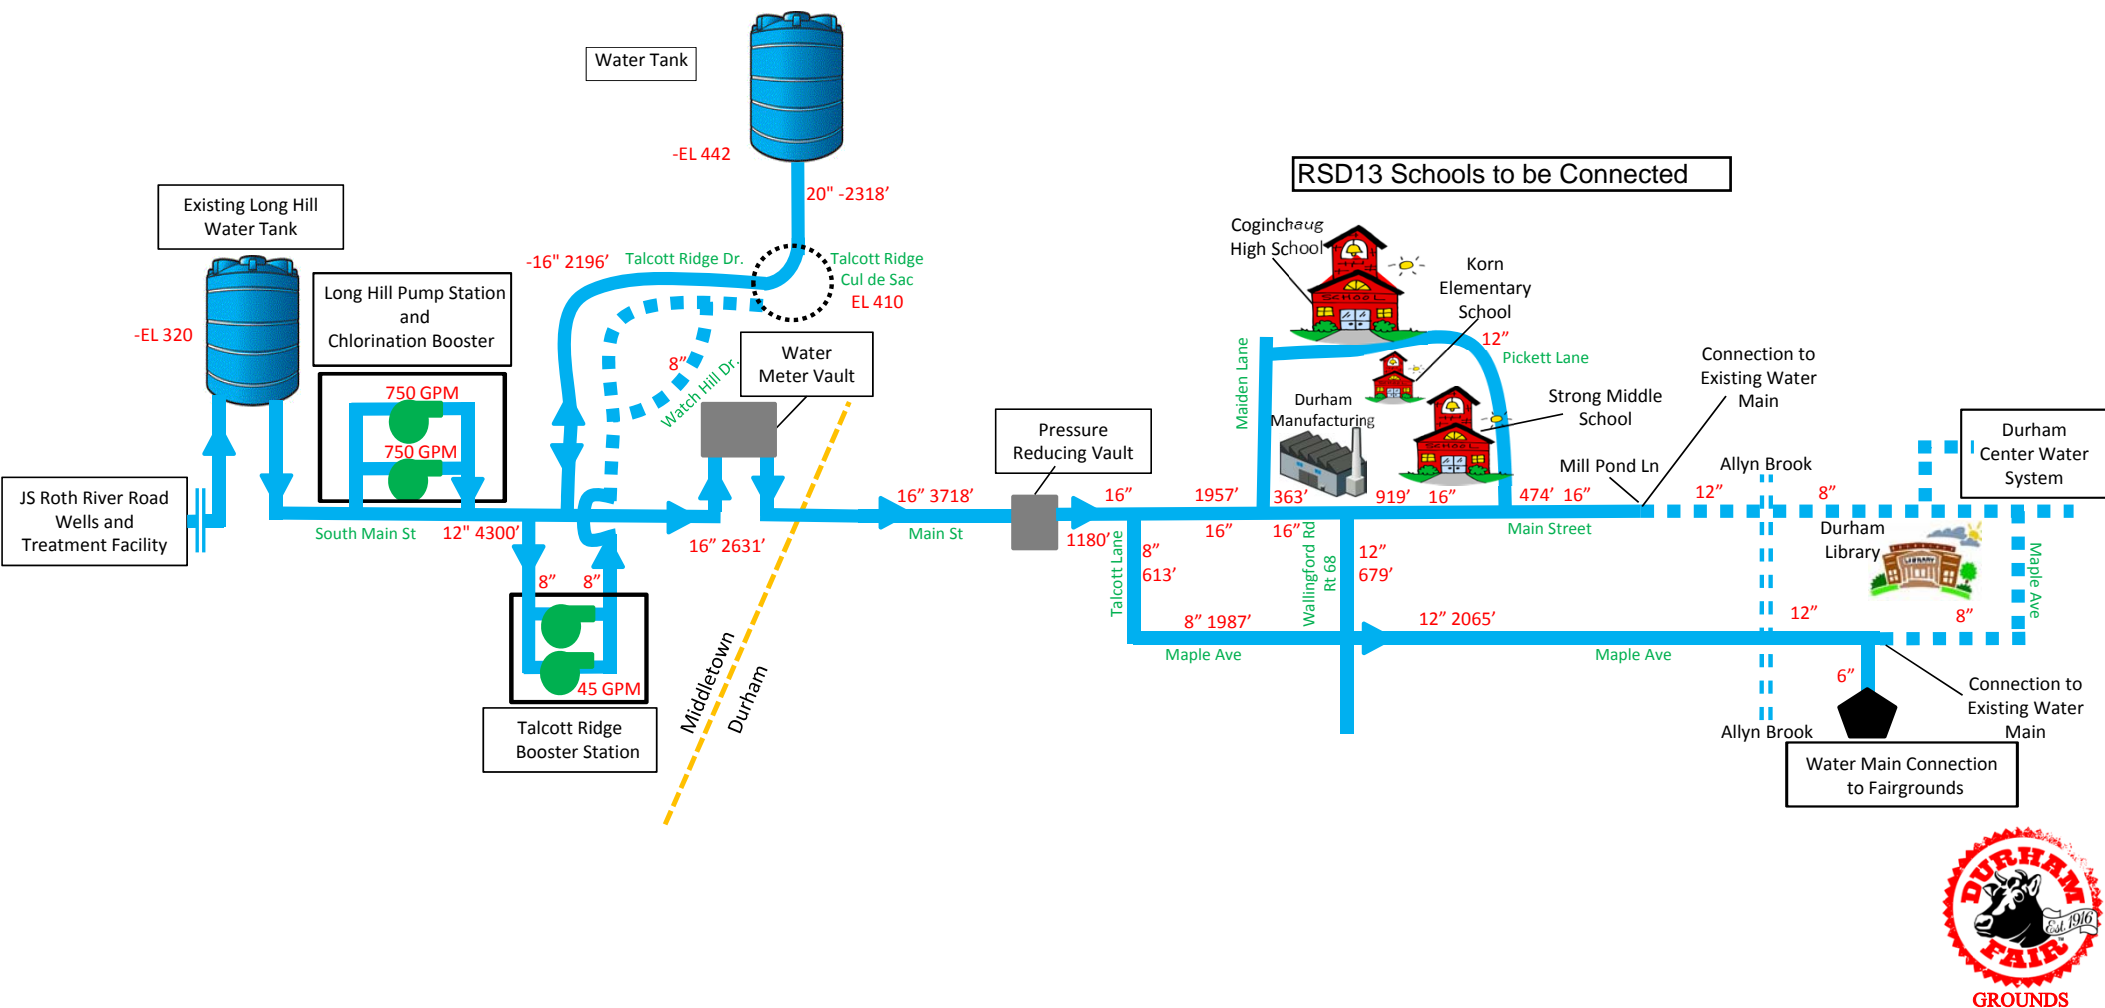 Water Tank
-EL 442
20" -2318’
RSD13 Schools to be Connected
Existing Long Hill
Water Tank
-EL 320
Long Hill Pump Station
and
Chlorination Booster
-16" 2196’
Talcott Ridge Dr.
Talcott Ridge
Cul de Sac
EL 410
8”
Watch Hill Dr.
Water
Meter Vault
750 GPM
750 GPM
JS Roth River Road
Wells and
Treatment Facility
South Main St
12" 4300’
8”
8”
45 GPM
Talcott Ridge
Booster Station
16” 2631’
Middletown
Durham
16” 3718’
Main St
Pressure
Reducing Vault
1180’
16”
Talcott Lane
8”
613’
8” 1987’
Maple Ave
1957’
16”
363’
16”
Coginchaug
High School
Korn
Elementary
School
SCHOOL
12”
Pickett Lane
Maiden Lane
Durham
Manufacturing
Strong Middle
School
SCHOOL
919’
16”
474’
16”
Main Street
Wallingford Rd
Rt 68
12”
679’
12” 2065’
Maple Ave
Connection to
Existing Water
Main
Mill Pond Ln
12”
Allyn Brook
8”
Durham
Center Water
System
Durham
Library
LIBRARY
Maple Ave
12”
8”
6”
Allyn Brook
Connection to
Existing Water
Main
Water Main Connection
to Fairgrounds
DURHAM
Est. 1916
FAIR
GROUNDS